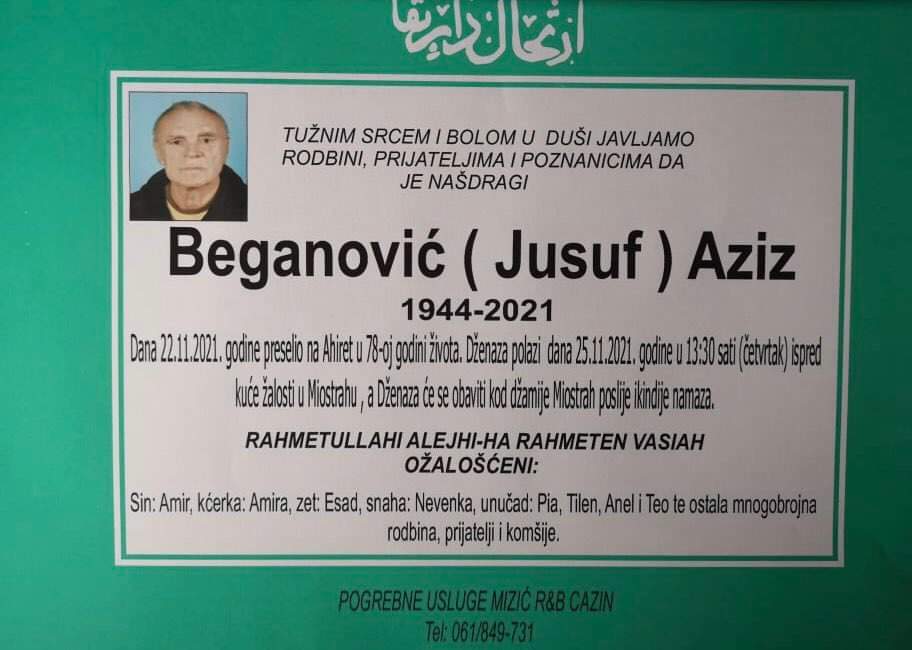 ارتحال دار بقا
TUŽNIM SRCEM I BOLOM U DUŠI JAVLJAMO
RODBINI, PRIJATELJIMA I POZNANICIMA DA
JE NAŠDRAGI
Beganović ( Jusuf ) Aziz
1944-2021
Dana 22.11.2021. godine preselio na Ahiret u 78-oj godini života. Dženaza polazi dana 25.11.2021. godine u 13:30 sati (četvrtak) ispred
kuće žalosti u Miostrahu , a Dženaza će se obaviti kod džamije Miostrah poslije ikindije namaza.
RAHMETULLAHI ALEJHI-HA RAHMETEN VASIAH
OŽALOŠĆENI:
Sin: Amir, kćerka: Amira, zet: Esad, snaha: Nevenka, unučad: Pia, Tilen, Anel i Teo te ostala mnogobrojna
rodbina, prijatelji i komšije.
POGREBNE USLUGE MIZIĆ R&B CAZIN
Tel: 061/849-731